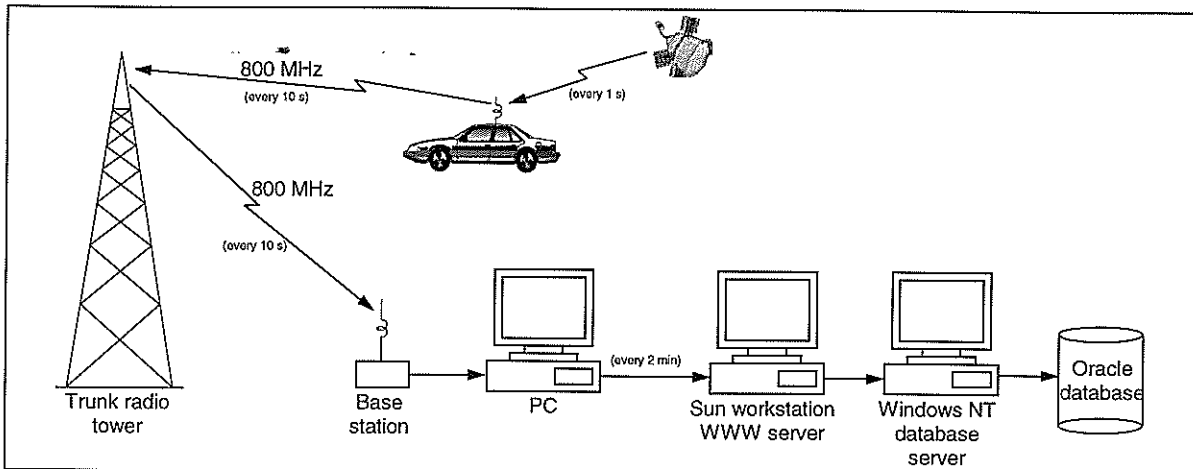 800 MHz
(every 10 s)
(every 1 s)
800 MHz
(every 10 s)
(every 2 min)
Trunk radio
tower
Base
station
PC
Sun workstation
WWW server
Windows NT
database
server
Oracle
database